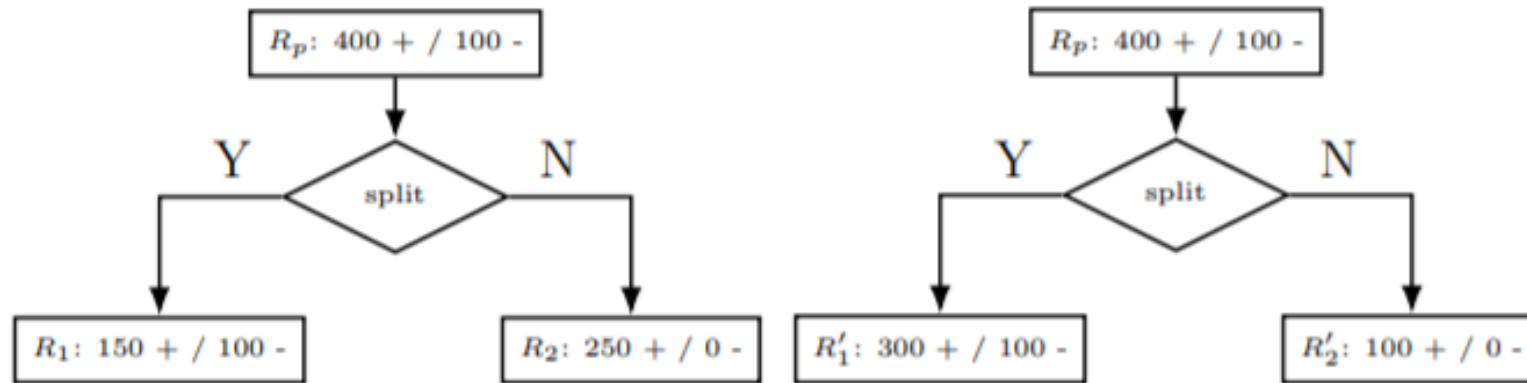 R_p: 400 + / 100 -
Y
N
split
R_1: 150 + / 100 -
R_2: 250 + / 0 -
R_p: 400 + / 100 -
Y
N
split
R'_1: 300 + / 100 -
R'_2: 100 + / 0 -